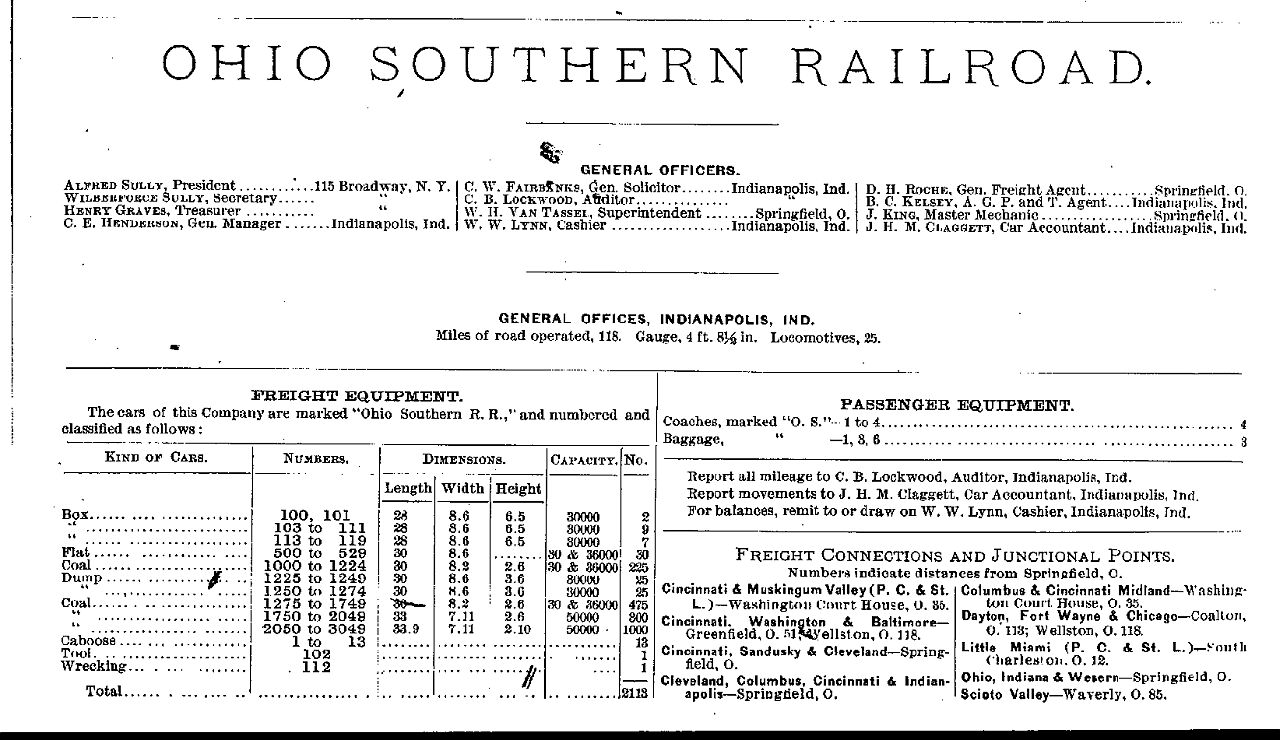 OHIO SOUTHERN RAILROAD.
GENERAL OFFICERS.
ALFRED SULLY, President ............115 Broadway, N. Y.
WILBERFORCE SULLY, Secretary...... “
HENRY GRAVES, Treasurer ........... “
C. E. HENDERSON, Gen. Manager .......Indianapolis, Ind.
C. W. FAIRBANKS, Gen. Solicitor........Indianapolis, Ind.
C. B. LOCKWOOD, Auditor............... “
W. H. VAN TASSEL, Superintendent ........Springfield, O.
W. W. LYNN, Cashier ...................Indianapolis, Ind.
D. H. ROCHE, Gen. Freight Agent...........Springfield, O.
B. C. KELSEY, A. G. P. and T. Agent....Indianapolis, Ind.
J. KING, Master Mechanic ..................Springfield, O.
J. H. M. CLAGGETT, Car Accountant....Indianapolis, Ind.
GENERAL OFFICES, INDIANAPOLIS, IND.
Miles of road operated, 118. Gauge, 4 ft. 8½ in. Locomotives, 25.
FREIGHT EQUIPMENT.
The cars of this Company are marked "Ohio Southern R. R.," and numbered and
classified as follows:
KIND OF CARS. NUMBERS. DIMENSIONS. CAPACITY. No.
Length Width Height
Box........................ 100, 101 28 8.6 6.5 30000 2
“ ........................ 103 to 111 28 8.6 6.5 30000 9
“ ........................ 113 to 119 28 8.6 6.5 30000 7
Flat........................ 500 to 529 30 8.6 ........ 30 & 36000 30
Coal........................ 1000 to 1224 30 8.2 2.6 30 & 36000 225
Dump........................ 1225 to 1249 30 8.6 3.6 30000 25
“ ........................ 1250 to 1274 30 8.6 3.6 30000 25
Coal........................ 1275 to 1749 30 8.2 2.6 30 & 36000 475
“ ........................ 1750 to 2049 33 7.11 2.6 50000 300
“ ........................ 2050 to 3049 33.9 7.11 2.10 50000 1000
Caboose .................... 1 to 13 ........ 13
Tool........................ 102 ........ 1
Wrecking.................... 112 ........ 1
Total........................ 2113
PASSENGER EQUIPMENT.
Coaches, marked "O. S."—1 to 4........................ 4
Baggage, “ —1, 3, 6........................ 3
Report all mileage to C. B. Lockwood, Auditor, Indianapolis, Ind.
Report movements to J. H. M. Claggett, Car Accountant, Indianapolis, Ind.
For balances, remit to or draw on W. W. Lynn, Cashier, Indianapolis, Ind.
FREIGHT CONNECTIONS AND JUNCTIONAL POINTS.
Numbers indicate distances from Springfield, O.
Cincinnati & Muskingum Valley (P. C. & St.
L.)—Washington Court House, O. 35.
Cincinnati, Washington & Baltimore—
Greenfield, O. 51; Wellston, O. 118.
Cincinnati, Sandusky & Cleveland—Spring-
field, O.
Cleveland, Columbus, Cincinnati & Indian-
apolis—Springfield, O.
Columbus & Cincinnati Midland—Washing-
ton Court House, O. 35.
Dayton, Fort Wayne & Chicago—Coalton,
O. 113; Wellston, O. 118.
Little Miami (P. C. & St. L.)—South
Charleston, O. 12.
Ohio, Indiana & Wesern—Springfield, O.
Scioto Valley—Waverly, O. 85.